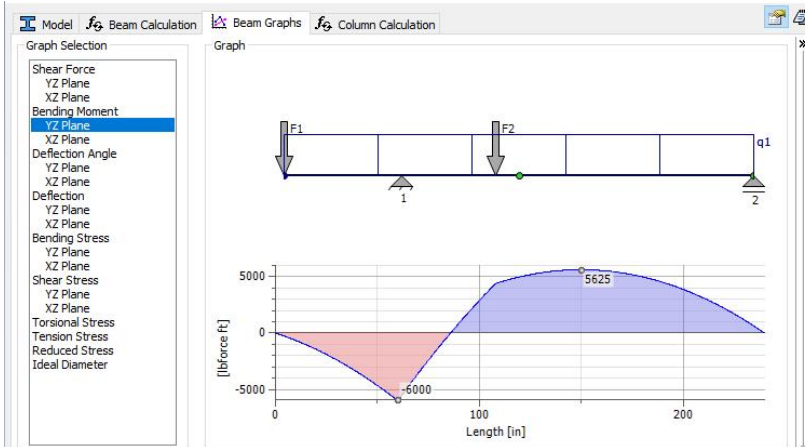 Model
Beam Calculation
Beam Graphs
Column Calculation
Graph Selection
Graph
Shear Force
YZ Plane
XZ Plane
Bending Moment
YZ Plane
XZ Plane
Deflection Angle
YZ Plane
XZ Plane
Deflection
YZ Plane
XZ Plane
Bending Stress
YZ Plane
XZ Plane
Shear Stress
YZ Plane
XZ Plane
Torsional Stress
Tension Stress
Reduced Stress
Ideal Diameter
F1
F2
q1
1
2
5000
0
-5000
[lbforce ft]
5625
-6000
0
100
200
Length [in]